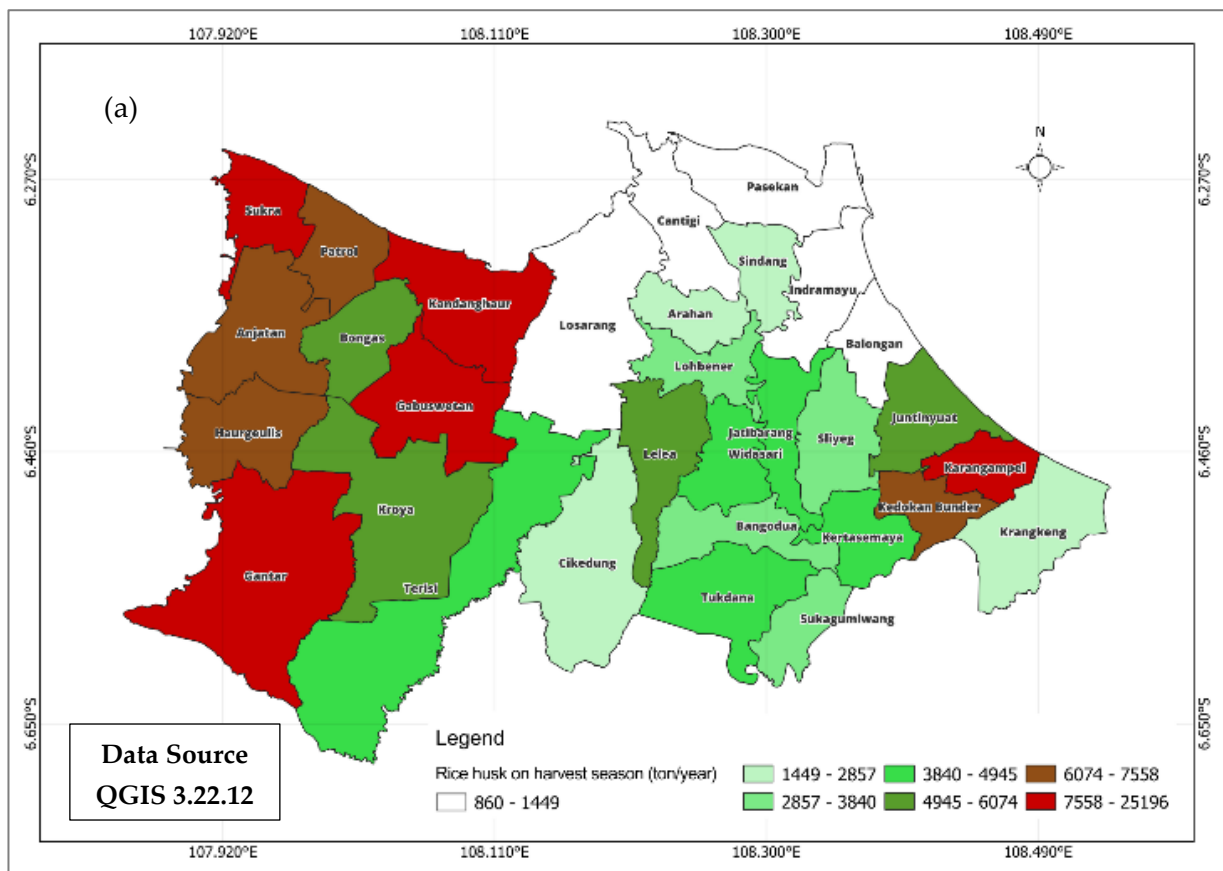 107.920°E 108.110°E 108.300°E 108.490°E
(a)
N
6.270°S 6.270°S
Pasekan
Sukra
Cantigi
Patrol
Sindang
Indramayu
Kandanghaur
Arahan
Losarang
Anjatan
Bongas
Balongan
Lohbener
Gabuswetan
Juntinyuat
Haurgeulis
Jatibarang
Sliyeg
Lelea
Widasari
6.460°S 6.460°S
Karangampel
Kroya
Kedokan Bunder
Bangodua
Krangkeng
Kertasemaya
Cikedung
Gantar
Terisi
Tukdana
Sukagumiwang
6.650°S 6.650°S
Data Source
QGIS 3.22.12
Legend
Rice husk on harvest season (ton/year)
860 - 1449
1449 - 2857
2857 - 3840
3840 - 4945
4945 - 6074
6074 - 7558
7558 - 25196
107.920°E 108.110°E 108.300°E 108.490°E